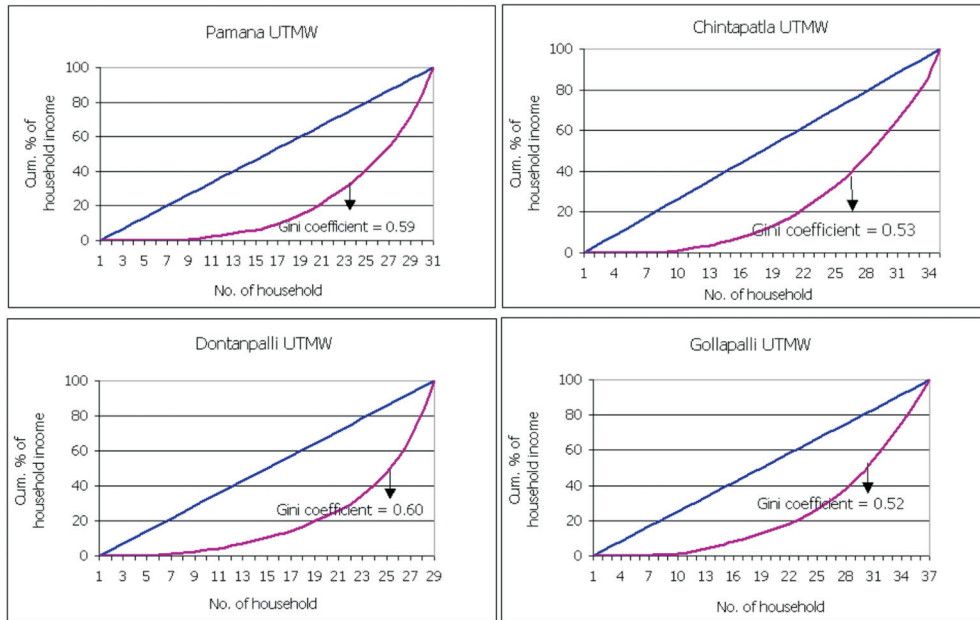 Pamana UTMW
Cum. % of
household income
100
80
60
40
20
0
Gini coefficient = 0.59
1 3 5 7 9 11 13 15 17 19 21 23 25 27 29 31
No. of household
Chintapatla UTMW
Cum. % of
household income
100
80
60
40
20
0
Gini coefficient = 0.53
1 4 7 10 13 16 19 22 25 28 31 34
No. of household
Dontanpalli UTMW
Cum. % of
household income
100
80
60
40
20
0
Gini coefficient = 0.60
1 3 5 7 9 11 13 15 17 19 21 23 25 27 29
No. of household
Gollapalli UTMW
Cum. % of
household income
100
80
60
40
20
0
Gini coefficient = 0.52
1 4 7 10 13 16 19 22 25 28 31 34 37
No. of household